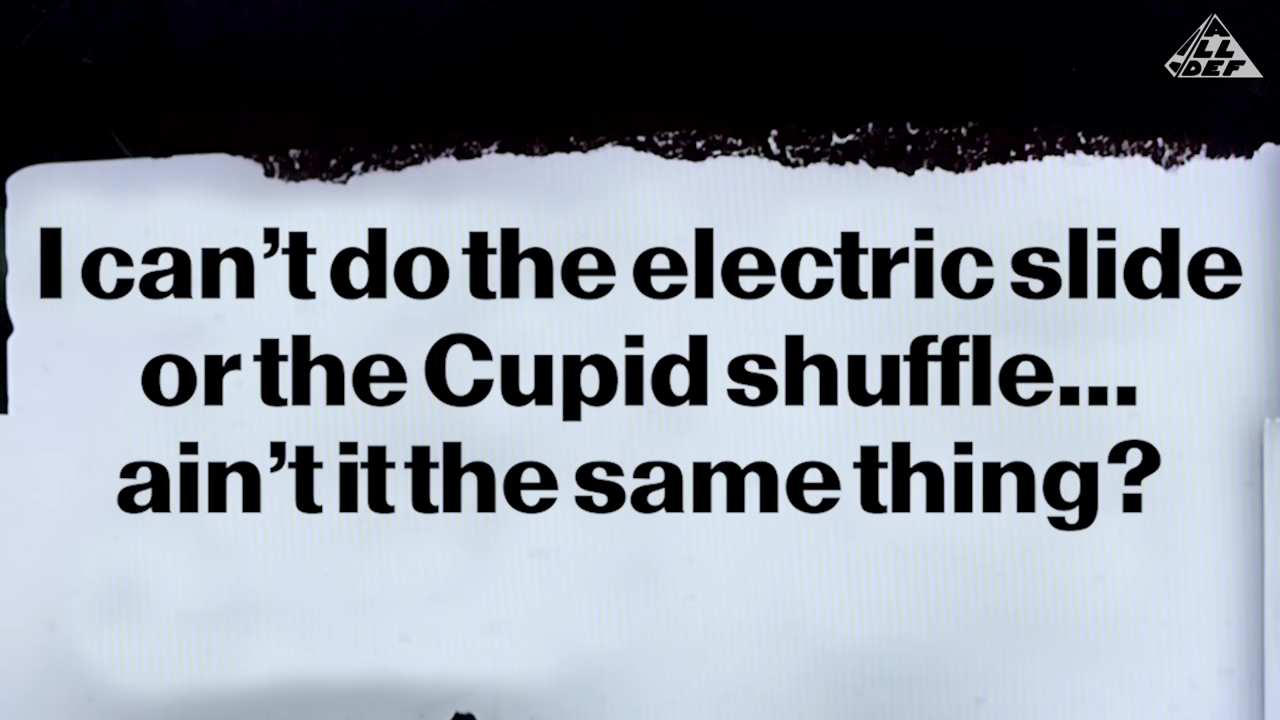 ALL
DEF
I can’t do the electric slide
or the Cupid shuffle...
ain’t it the same thing?